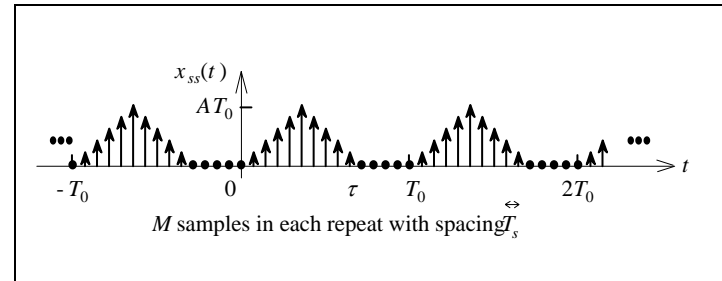 x_ss(t)
AT_0
•••
•••
- T_0
0
τ
T_0
2T_0
t
M samples in each repeat with spacing T_s